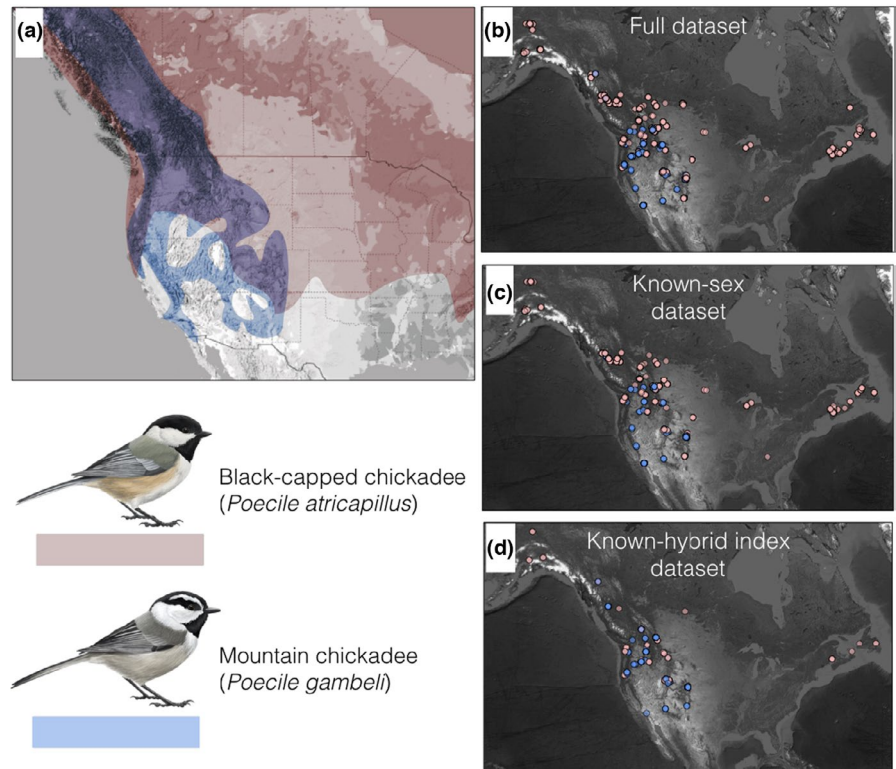 (a)
(b)
Full dataset
(c)
Known-sex
dataset
Black-capped chickadee
(Poecile atricapillus)
(d)
Known-hybrid index
dataset
Mountain chickadee
(Poecile gambeli)